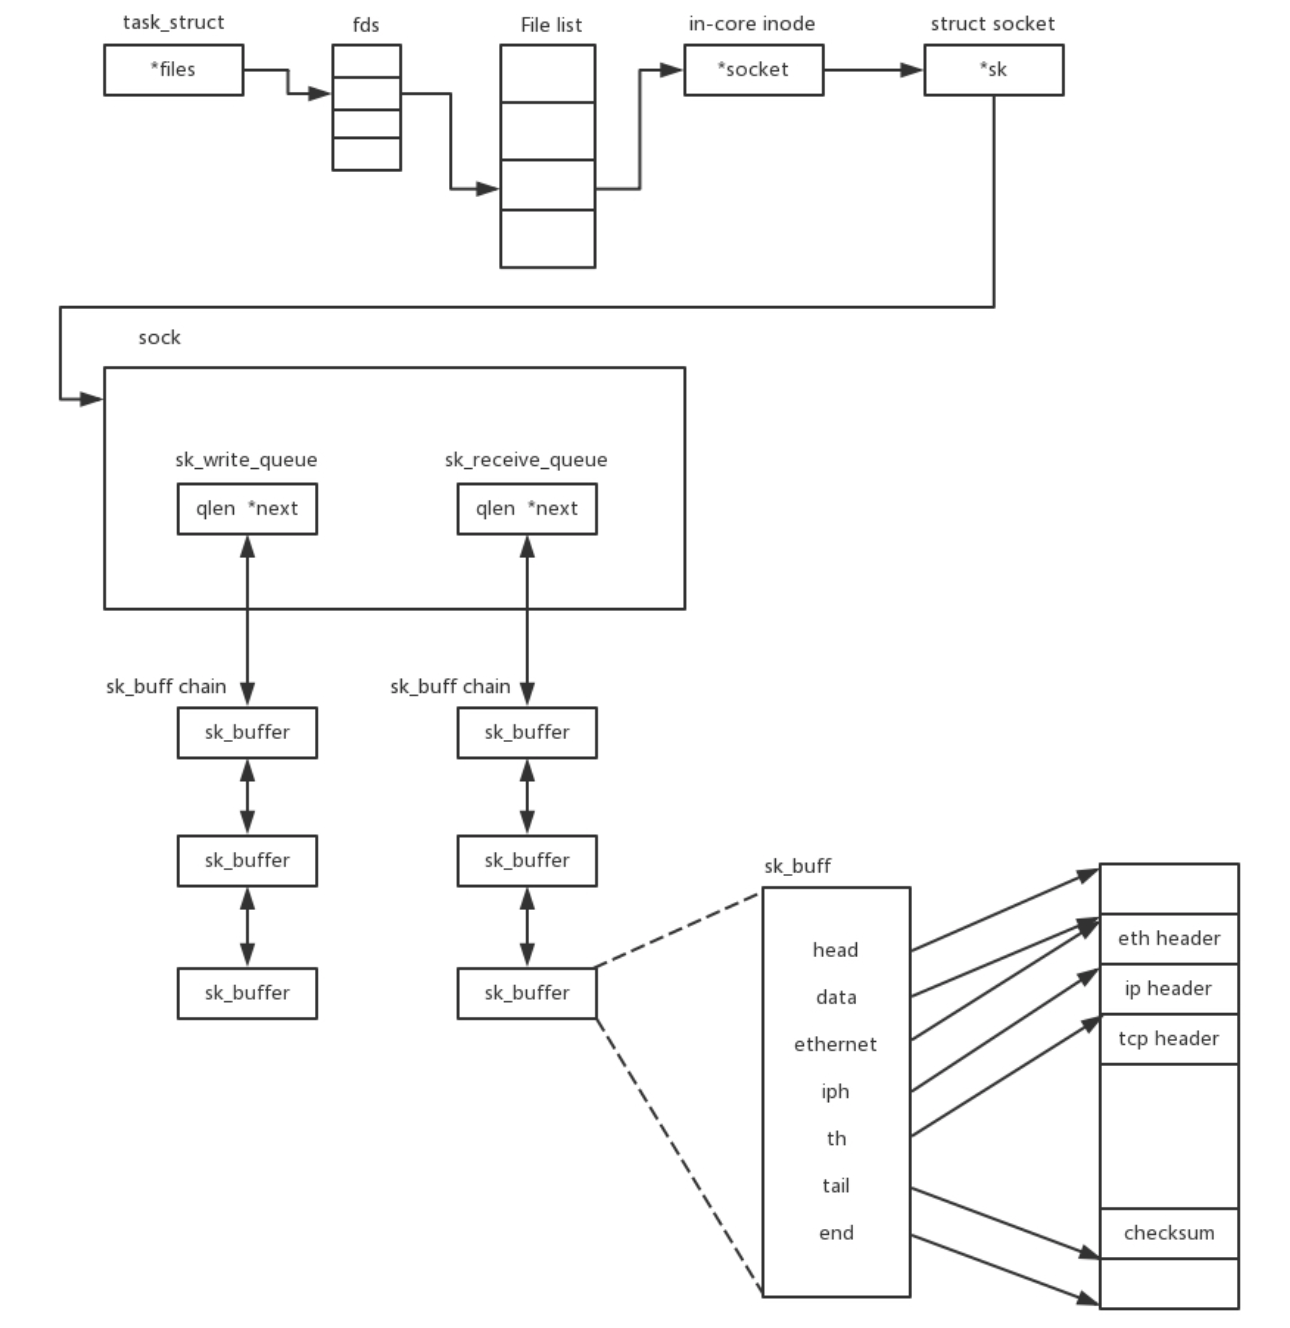 task_struct
fds
File list
in-core inode
struct socket
*files
*socket
*sk
sock
sk_write_queue
sk_receive_queue
qlen *next
qlen *next
sk_buff chain
sk_buff chain
sk_buffer
sk_buffer
sk_buffer
sk_buffer
sk_buffer
sk_buffer
sk_buff
head
data
ethernet
iph
th
tail
end
eth header
ip header
tcp header
checksum